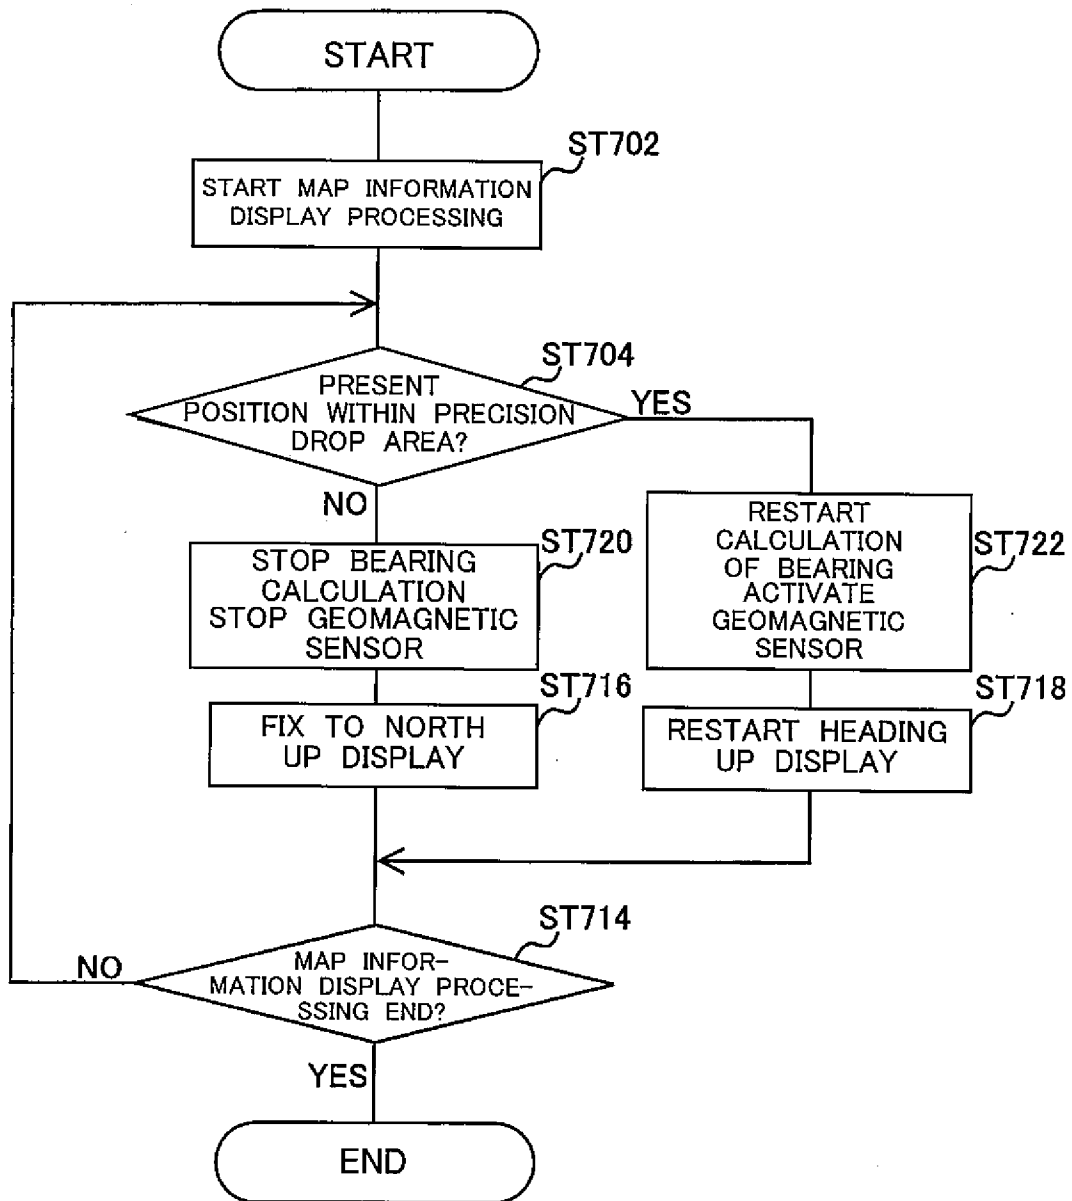 START
ST702
START MAP INFORMATION
DISPLAY PROCESSING
ST704
PRESENT
POSITION WITHIN PRECISION
DROP AREA?
YES
NO
ST720
STOP BEARING
CALCULATION
STOP GEOMAGNETIC
SENSOR
ST722
RESTART
CALCULATION
OF BEARING
ACTIVATE
GEOMAGNETIC
SENSOR
ST716
FIX TO NORTH
UP DISPLAY
ST718
RESTART HEADING
UP DISPLAY
ST714
MAP INFOR-
MATION DISPLAY PROCE-
SSING END?
NO
YES
END